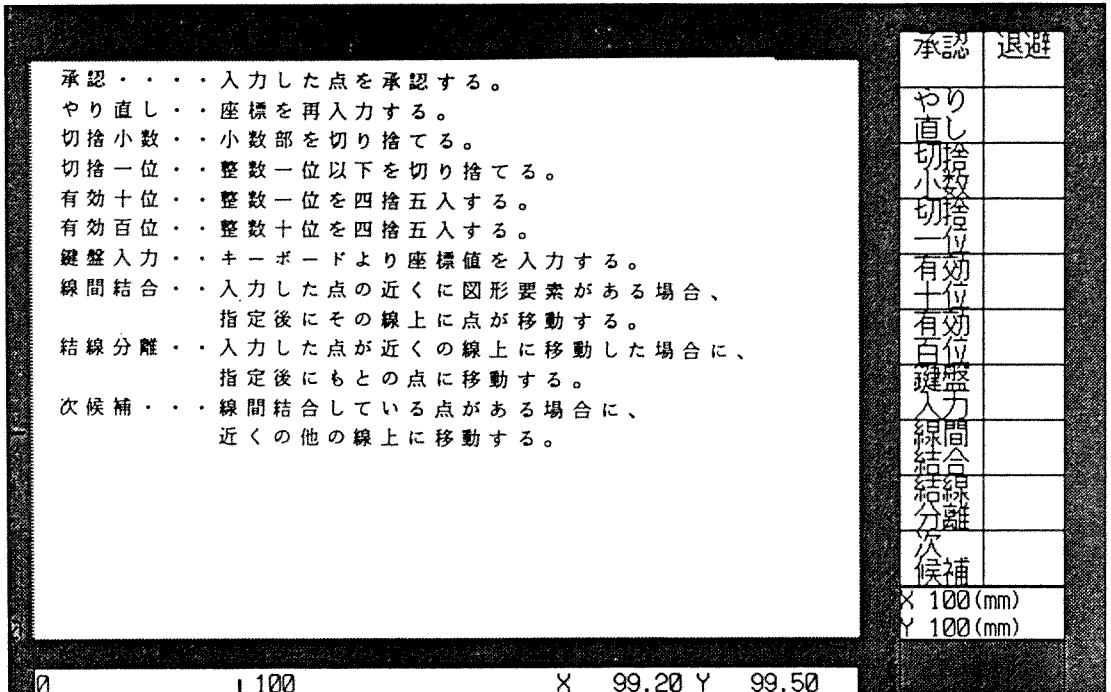 承認・・・・入力した点を承認する。
やり直し・・座標を再入力する。
切捨小数・・小数部を切り捨てる。
切捨一位・・整数一位以下を切り捨てる。
有効十位・・整数一位を四捨五入する。
有効百位・・整数十位を四捨五入する。
鍵盤入力・・キーボードより座標値を入力する。
線間結合・・入力した点の近くに図形要素がある場合、
指定後にその線上に点が移動する。
結線分離・・入力した点が近くの線上に移動した場合に、
指定後にもとの点に移動する。
次候補・・・線間結合している点がある場合に、
近くの他の線上に移動する。
承認 退避
やり
直し
切捨
小数
切捨
一位
有効
十位
有効
百位
鍵盤
入力
線間
結合
結線
分離
次
候補
X 100(mm)
Y 100(mm)
0 100 X 99.20 Y 99.50